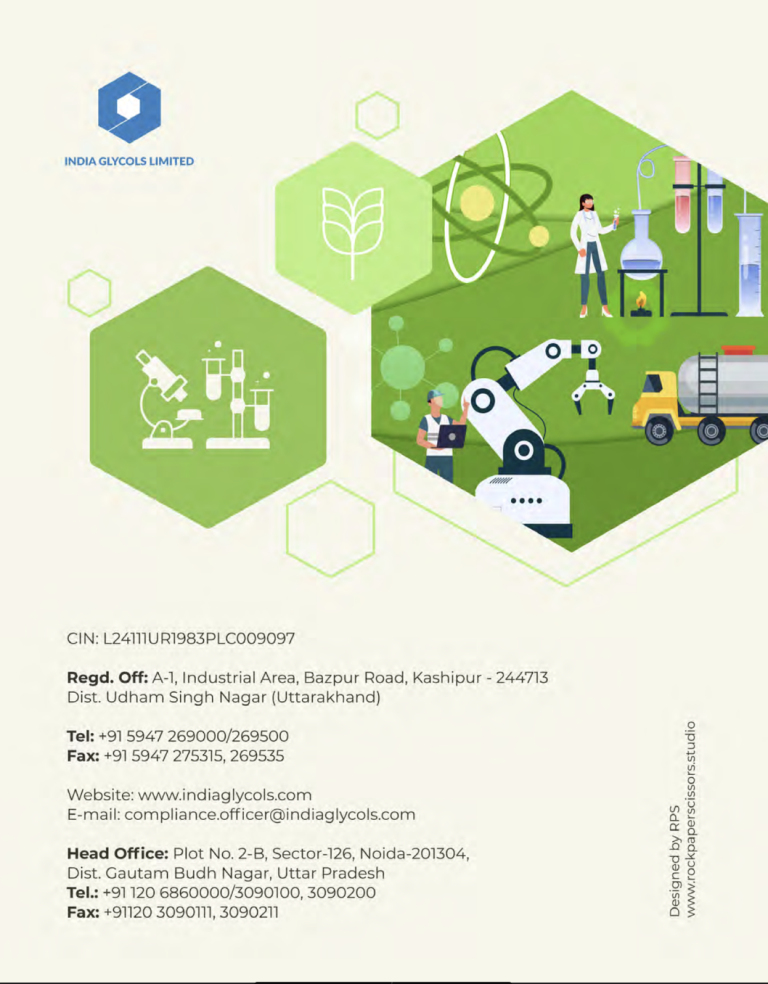 INDIA GLYCOLS LIMITED
CIN: L24111UR1983PLC009097
Regd. Off: A-1, Industrial Area, Bazpur Road, Kashipur - 244713
Dist. Udham Singh Nagar (Uttarakhand)
Tel: +91 5947 269000/269500
Fax: +91 5947 275315, 269535
Website: www.indiaglycols.com
E-mail: compliance.officer@indiaglycols.com
Head Office: Plot No. 2-B, Sector-126, Noida-201304,
Dist. Gautam Budh Nagar, Uttar Pradesh
Tel.: +91 120 6860000/3090100, 3090200
Fax: +91120 3090111, 3090211
Designed by RPS
www.rockpaperscissors.studio